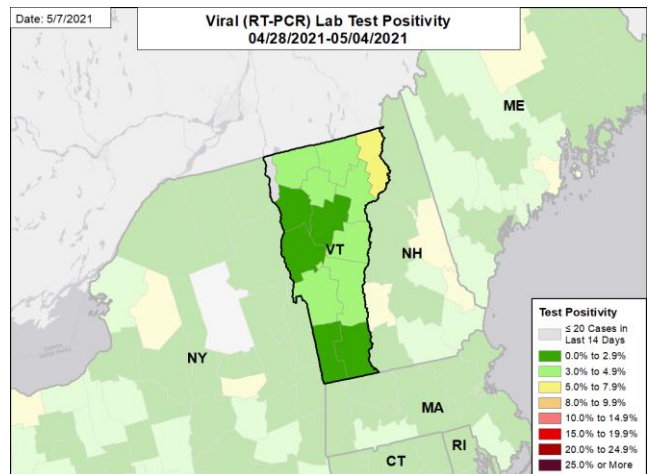 Date: 5/7/2021
Viral (RT-PCR) Lab Test Positivity
04/28/2021-05/04/2021
ME
VT
NH
NY
MA
CT
RI
Test Positivity
≤ 20 Cases in
Last 14 Days
0.0% to 2.9%
3.0% to 4.9%
5.0% to 7.9%
8.0% to 9.9%
10.0% to 14.9%
15.0% to 19.9%
20.0% to 24.9%
25.0% or More